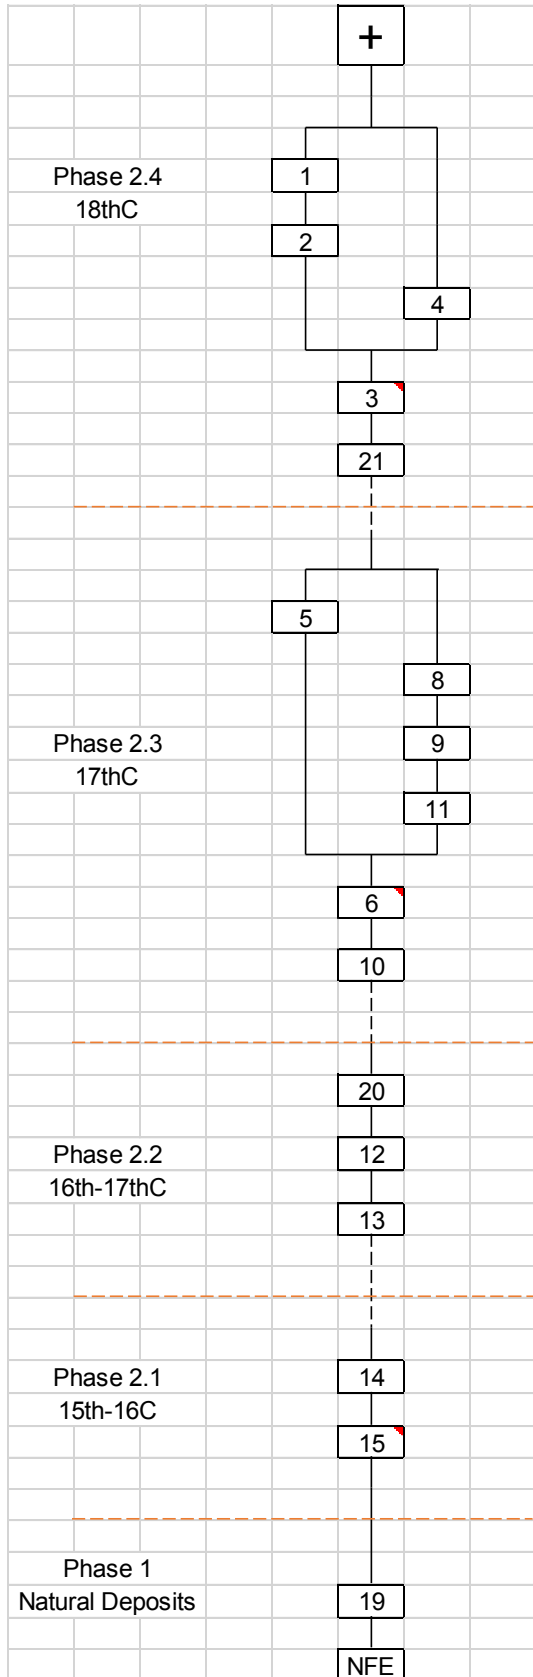 +
1
Phase 2.4
18thC
2
4
3
21
5
8
Phase 2.3
9
17thC
11
6
10
20
Phase 2.2
12
16th-17thC
13
Phase 2.1
14
15th-16C
15
Phase 1
Natural Deposits
19
NFE